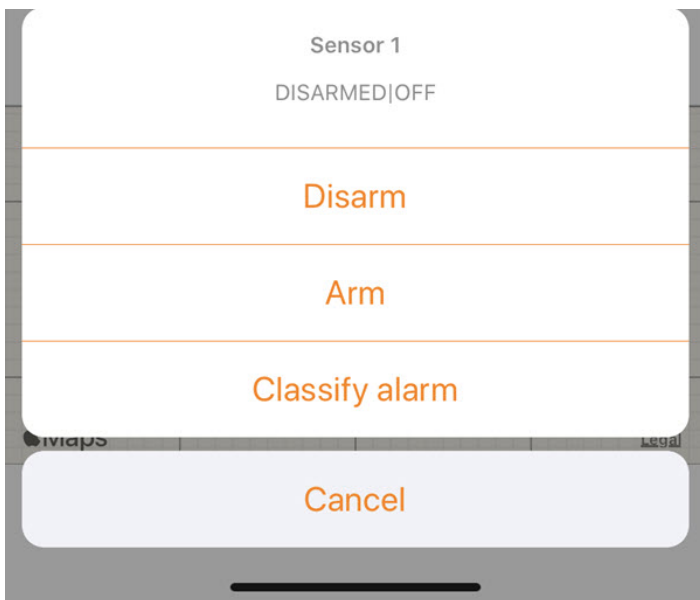 Sensor 1
DISARMED|OFF
Disarm
Arm
Classify alarm
Maps
Legal
Cancel